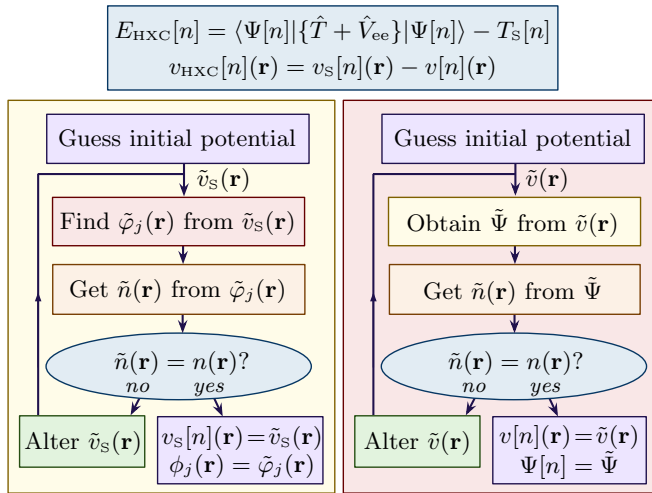 E_HXC[n] = ⟨Ψ[n]|{T̂ + V̂_ee}|Ψ[n]⟩ − T_S[n]
v_HXC[n](r) = v_S[n](r) − v[n](r)
Guess initial potential
ṽ_S(r)
Find φ̃_j(r) from ṽ_S(r)
Get ñ(r) from φ̃_j(r)
ñ(r) = n(r)?
no yes
Alter ṽ_S(r)
v_S[n](r)=ṽ_S(r)
ϕ_j(r) = φ̃_j(r)
Guess initial potential
ṽ(r)
Obtain Ψ̃ from ṽ(r)
Get ñ(r) from Ψ̃
ñ(r) = n(r)?
no yes
Alter ṽ(r)
v[n](r)=ṽ(r)
Ψ[n] = Ψ̃